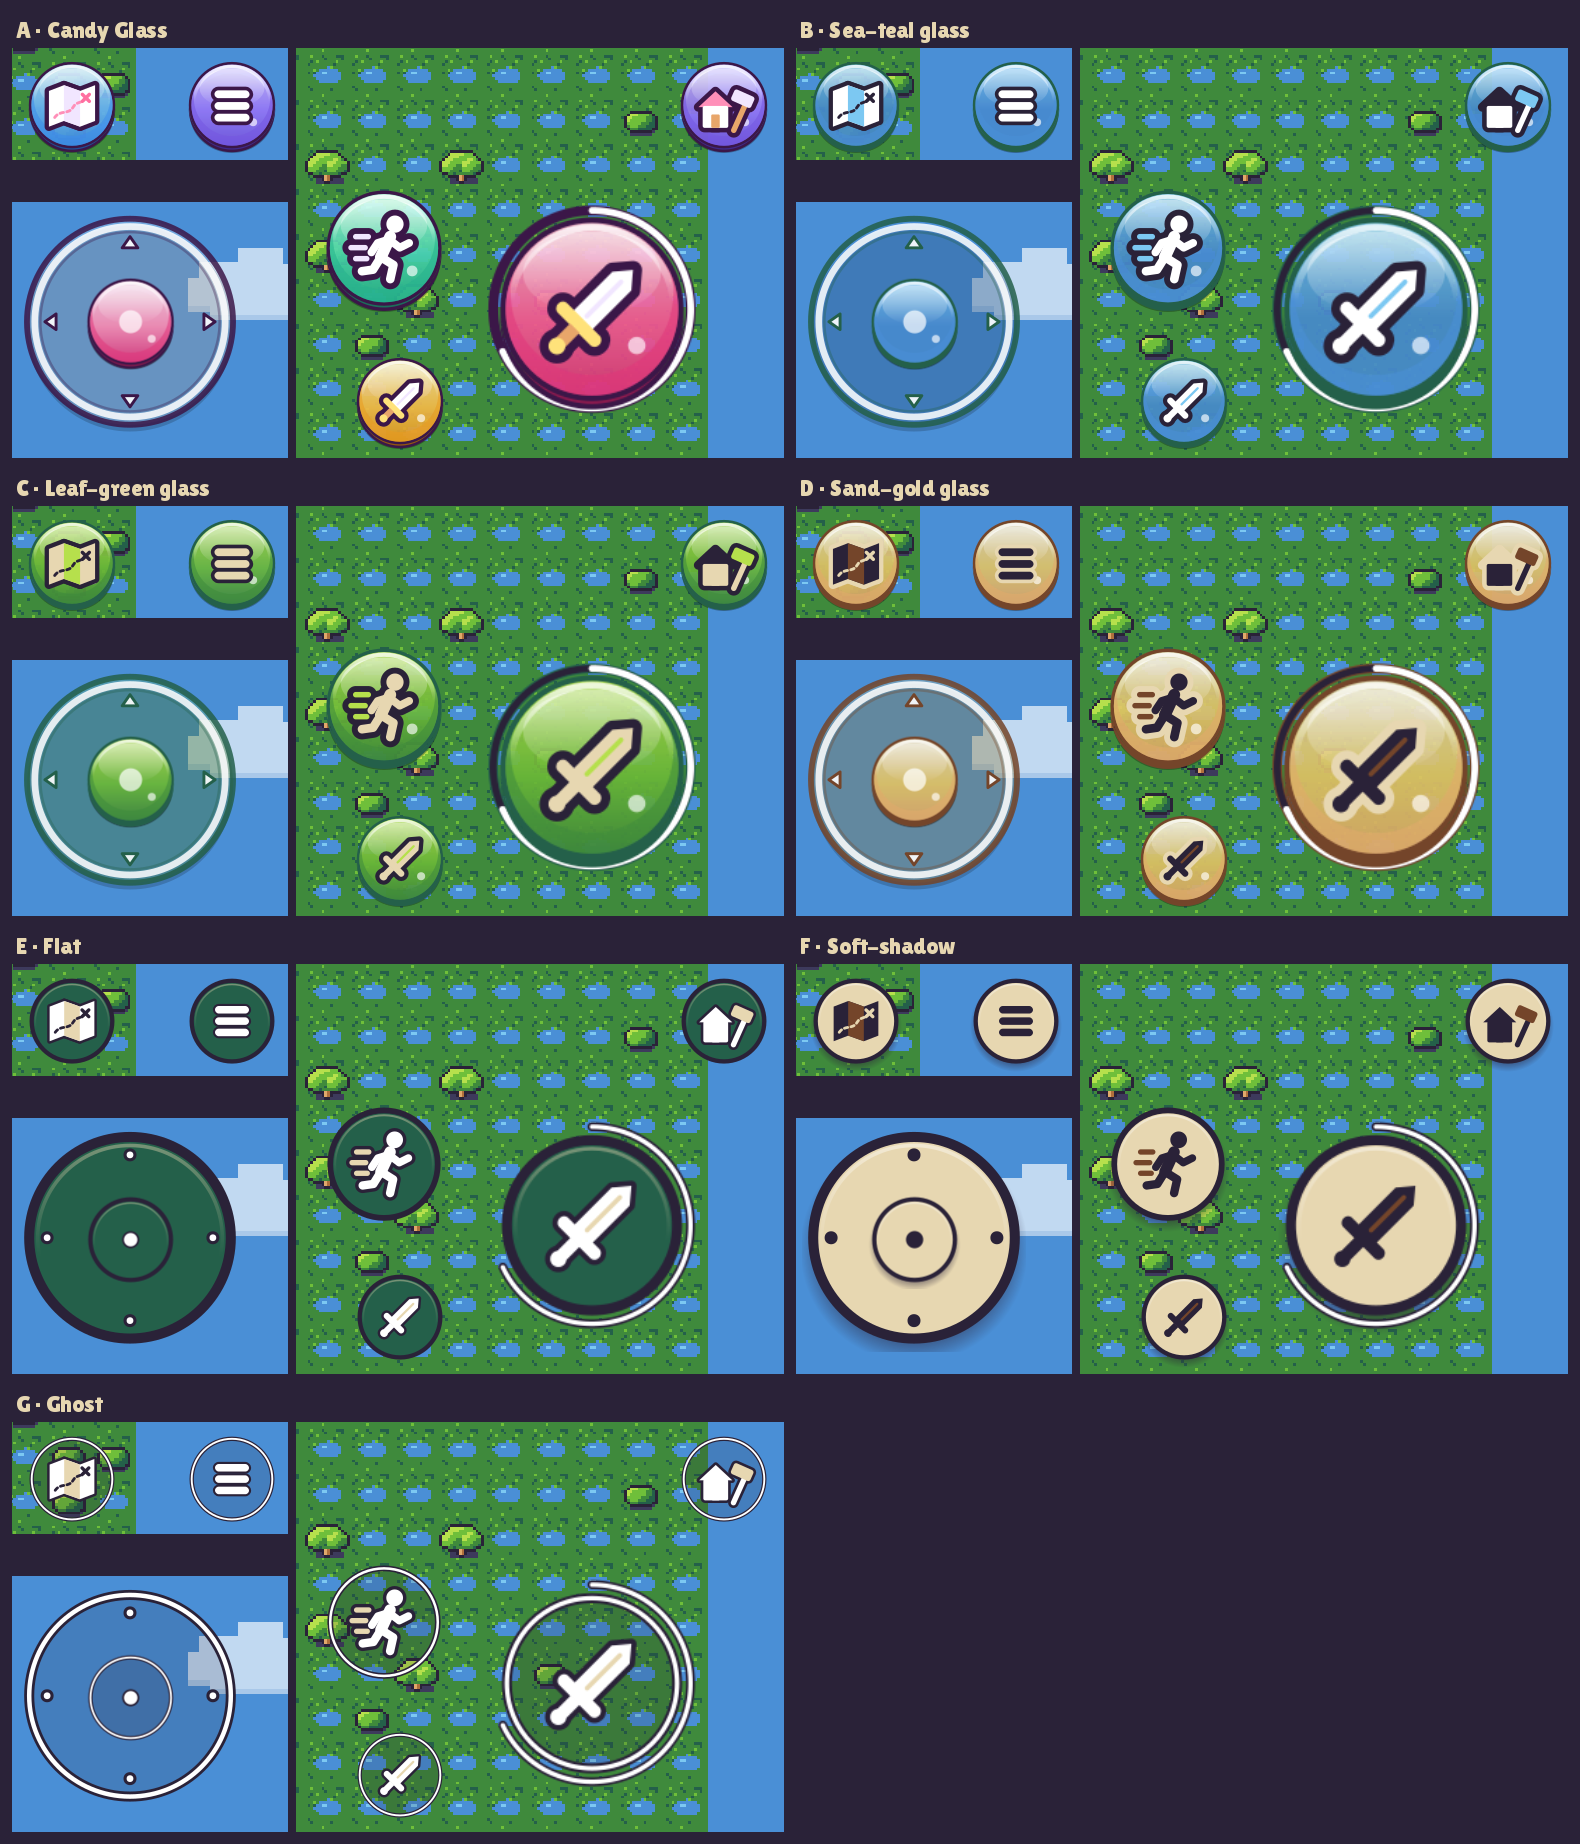 A · Candy Glass
B · Sea-teal glass
C · Leaf-green glass
D · Sand-gold glass
E · Flat
F · Soft-shadow
G · Ghost